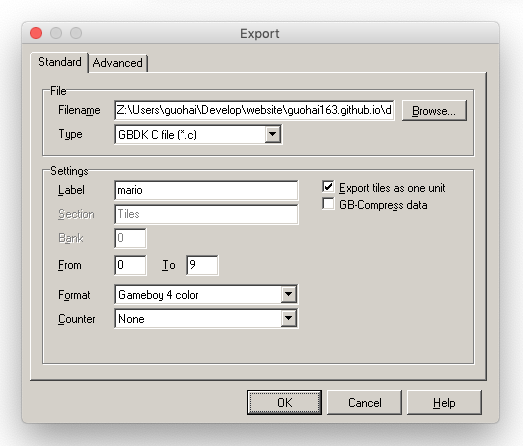 Export
Standard Advanced
File
Filename Z:\Users\guohai\Develop\website\guohai163.github.io\d Browse...
Type GBDK C file (*.c)
Settings
Label mario Export tiles as one unit
Section Tiles GB-Compress data
Bank 0
From 0 To 9
Format Gameboy 4 color
Counter None
OK Cancel Help